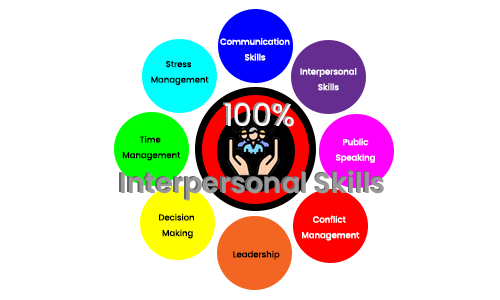 Communication
Skills
Interpersonal
Skills
Public
Speaking
Conflict
Management
Leadership
Decision
Making
Time
Management
Stress
Management
100%
Interpersonal Skills